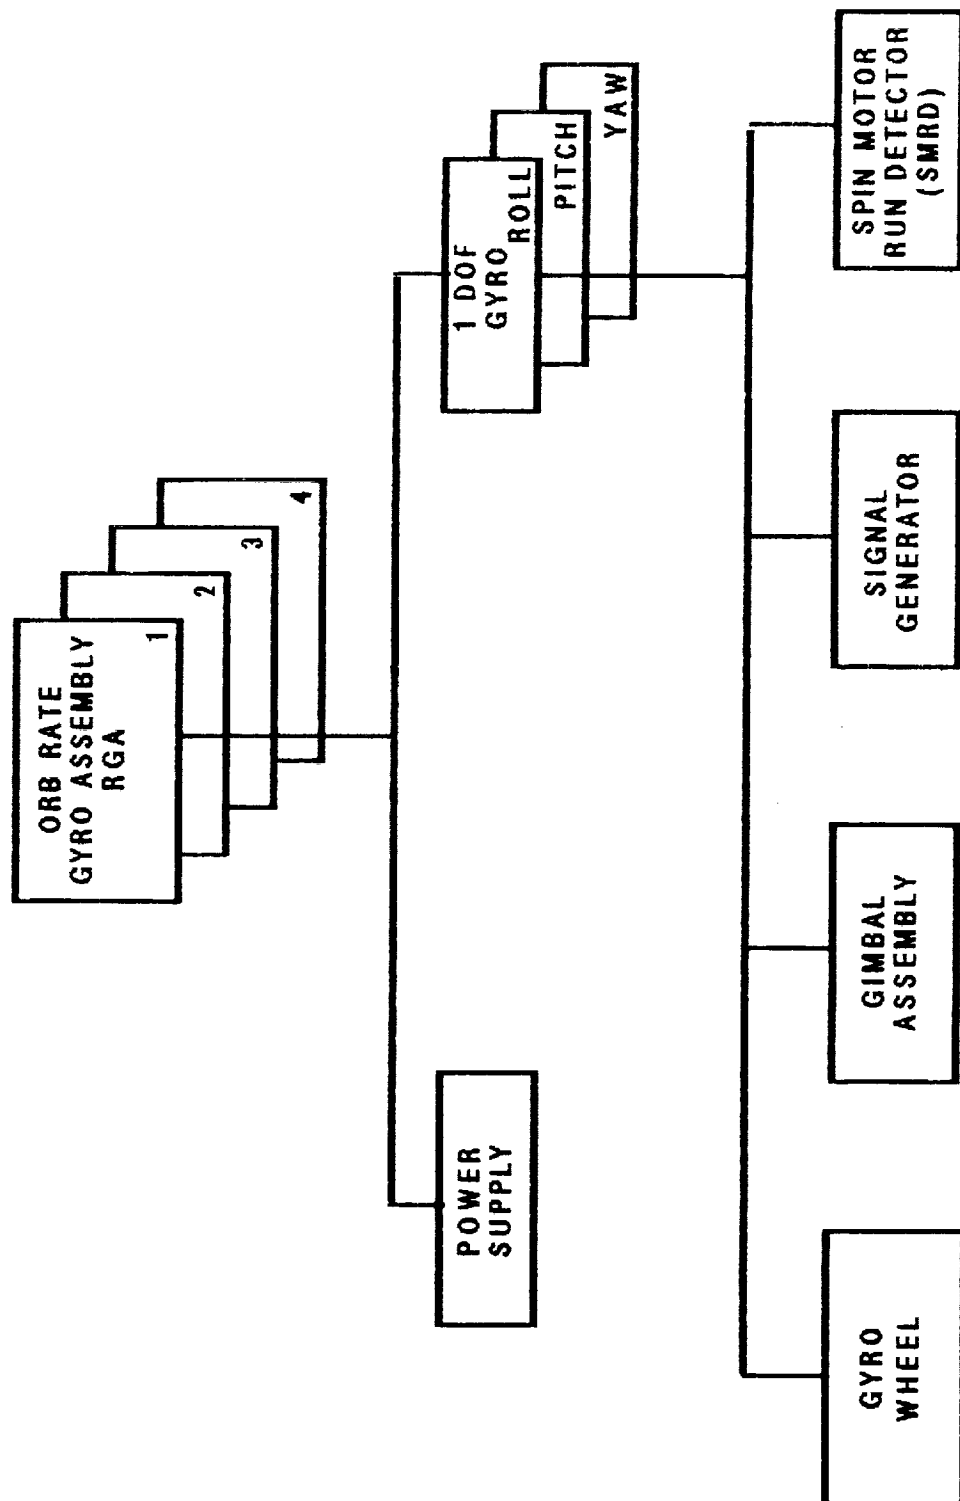 ORB RATE
GYRO ASSEMBLY
RGA
1
2
3
4
POWER
SUPPLY
1 DOF
GYRO
ROLL
PITCH
YAW
GYRO
WHEEL
GIMBAL
ASSEMBLY
SIGNAL
GENERATOR
SPIN MOTOR
RUN DETECTOR
(SMRD)